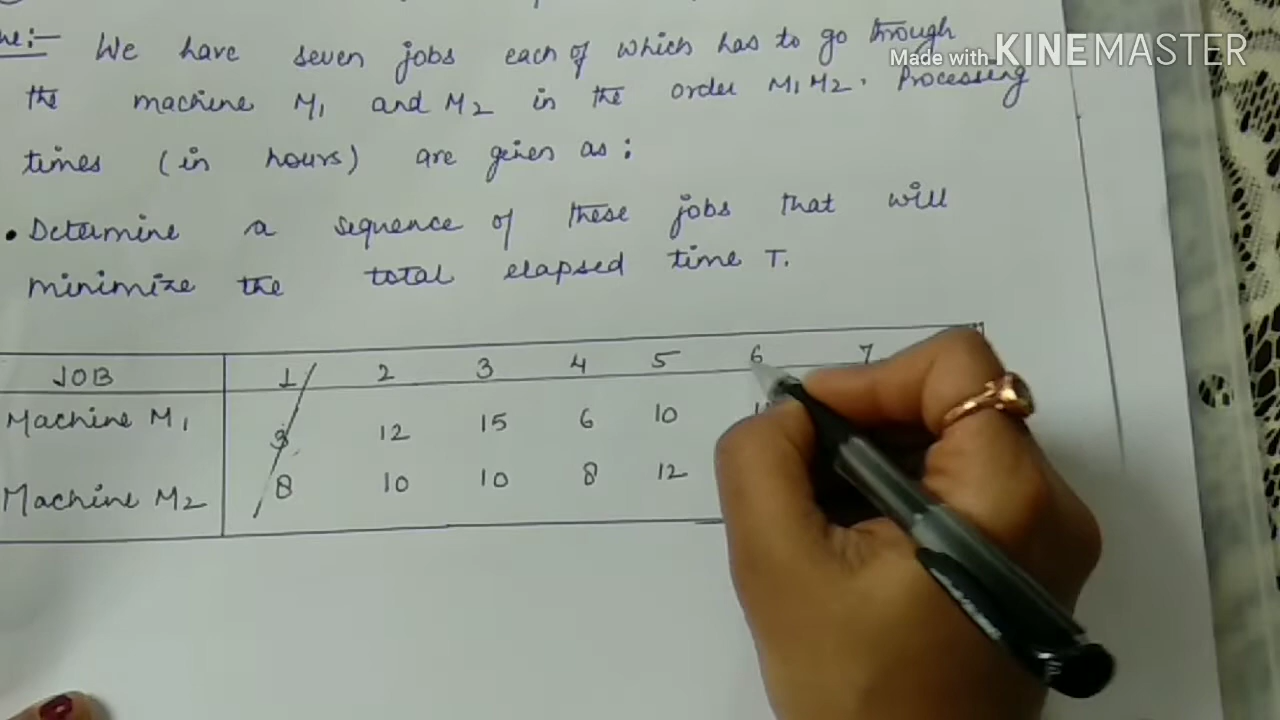 Made with KINEMASTER
We have seven jobs each of which has to go through
the machine M1 and M2 in the order M1 M2. Processing
times (in hours) are given as:
• Determine a sequence of these jobs that will
minimize the total elapsed time T.
JOB 1 2 3 4 5 6 7
Machine M1 3 12 15 6 10
Machine M2 8 10 10 8 12